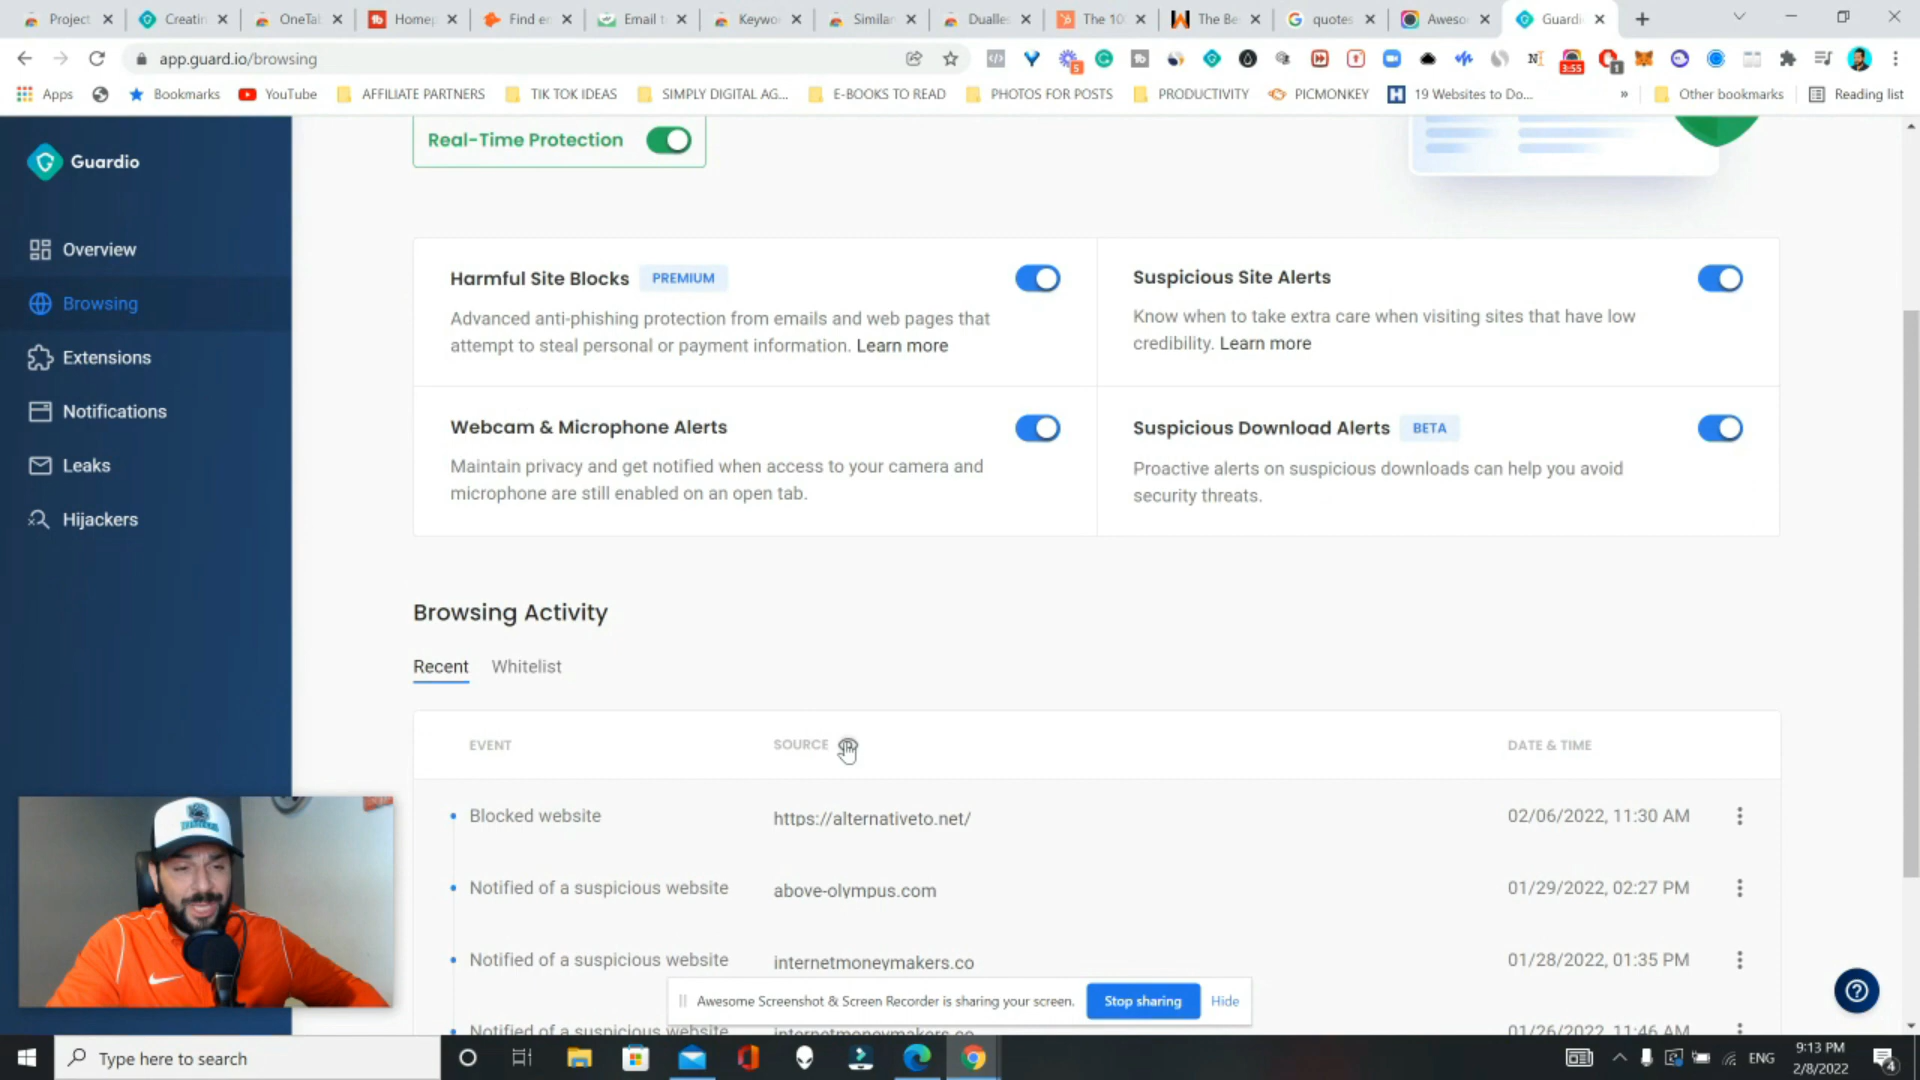 Project
Creatin
OneTa
Home
Find e
Email t
Keywo
Similar
Dualle
The 10
The Be
quotes
Aweso
Guardi
app.guard.io/browsing
5
3:55
1
Apps
Bookmarks
YouTube
AFFILIATE PARTNERS
TIK TOK IDEAS
SIMPLY DIGITAL AG...
E-BOOKS TO READ
PHOTOS FOR POSTS
PRODUCTIVITY
PICMONKEY
19 Websites to Do...
»
Other bookmarks
Reading list
Guardio
Overview
Browsing
Extensions
Notifications
Leaks
Hijackers
Real-Time Protection
Harmful Site Blocks PREMIUM
Advanced anti-phishing protection from emails and web pages that
attempt to steal personal or payment information. Learn more
Suspicious Site Alerts
Know when to take extra care when visiting sites that have low
credibility. Learn more
Webcam & Microphone Alerts
Maintain privacy and get notified when access to your camera and
microphone are still enabled on an open tab.
Suspicious Download Alerts BETA
Proactive alerts on suspicious downloads can help you avoid
security threats.
Browsing Activity
Recent Whitelist
EVENT SOURCE DATE & TIME
Blocked website https://alternativeto.net/ 02/06/2022, 11:30 AM
Notified of a suspicious website above-olympus.com 01/29/2022, 02:27 PM
Notified of a suspicious website internetmoneymakers.co 01/28/2022, 01:35 PM
Notified of a suspicious website internetmoneymakers.co 01/26/2022, 11:46 AM
Awesome Screenshot & Screen Recorder is sharing your screen. Stop sharing Hide
Type here to search
ENG
9:13 PM
2/8/2022
4